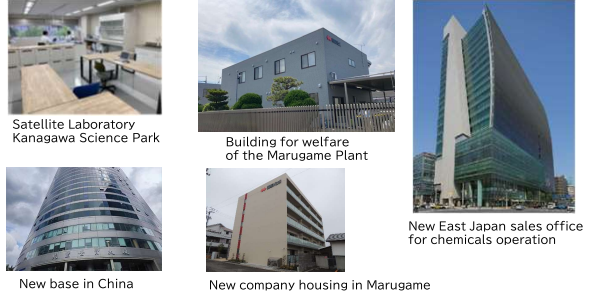 Satellite Laboratory
Kanagawa Science Park
Building for welfare
of the Marugame Plant
New East Japan sales office
for chemicals operation
New base in China
New company housing in Marugame